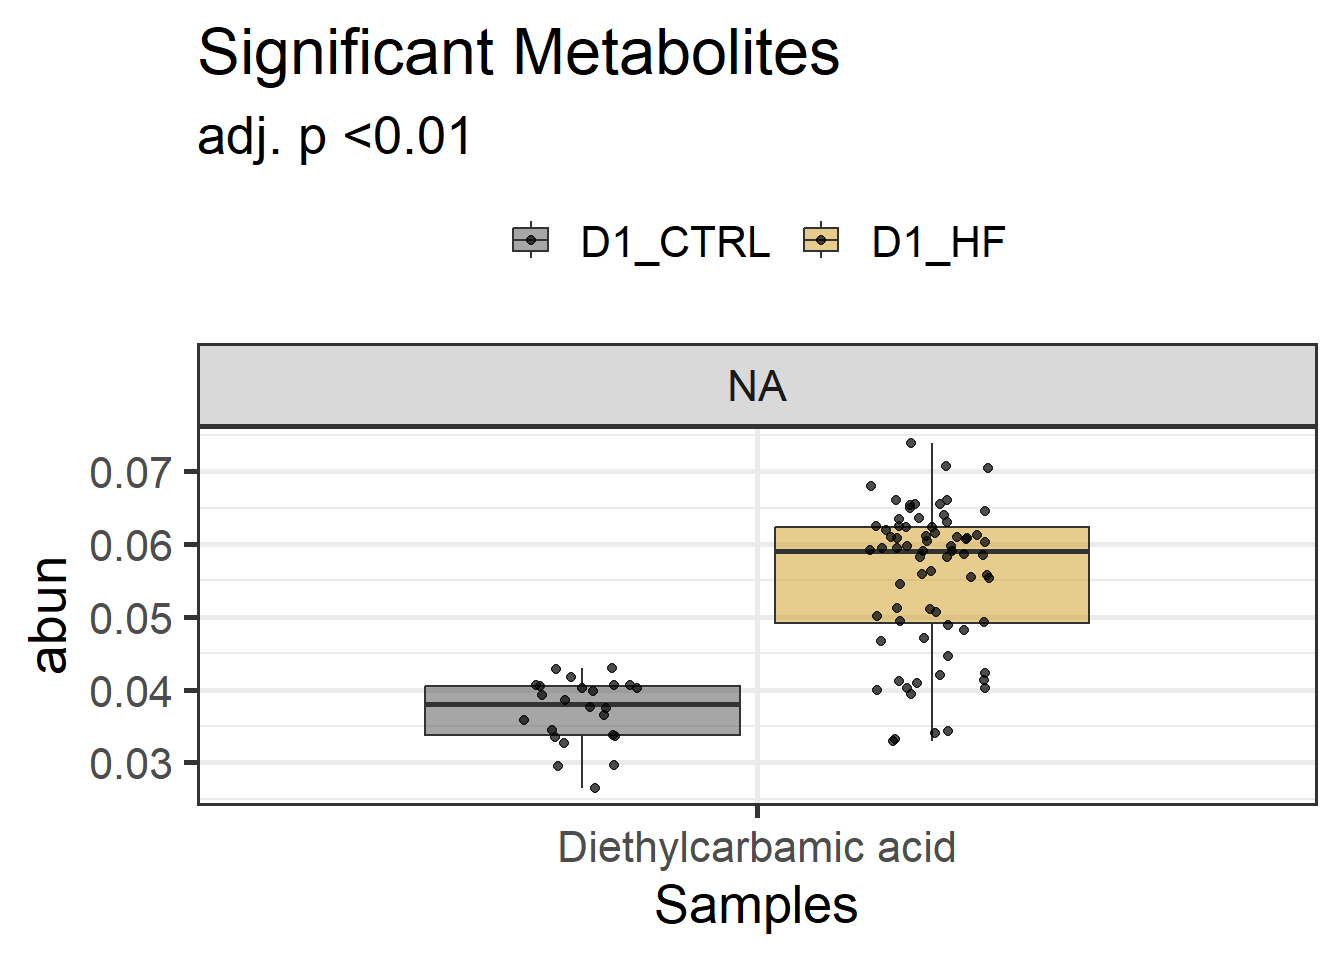 Significant Metabolites
adj. p <0.01
D1_CTRL D1_HF
NA
0.07
0.06
0.05
0.04
0.03
abun
Diethylcarbamic acid
Samples